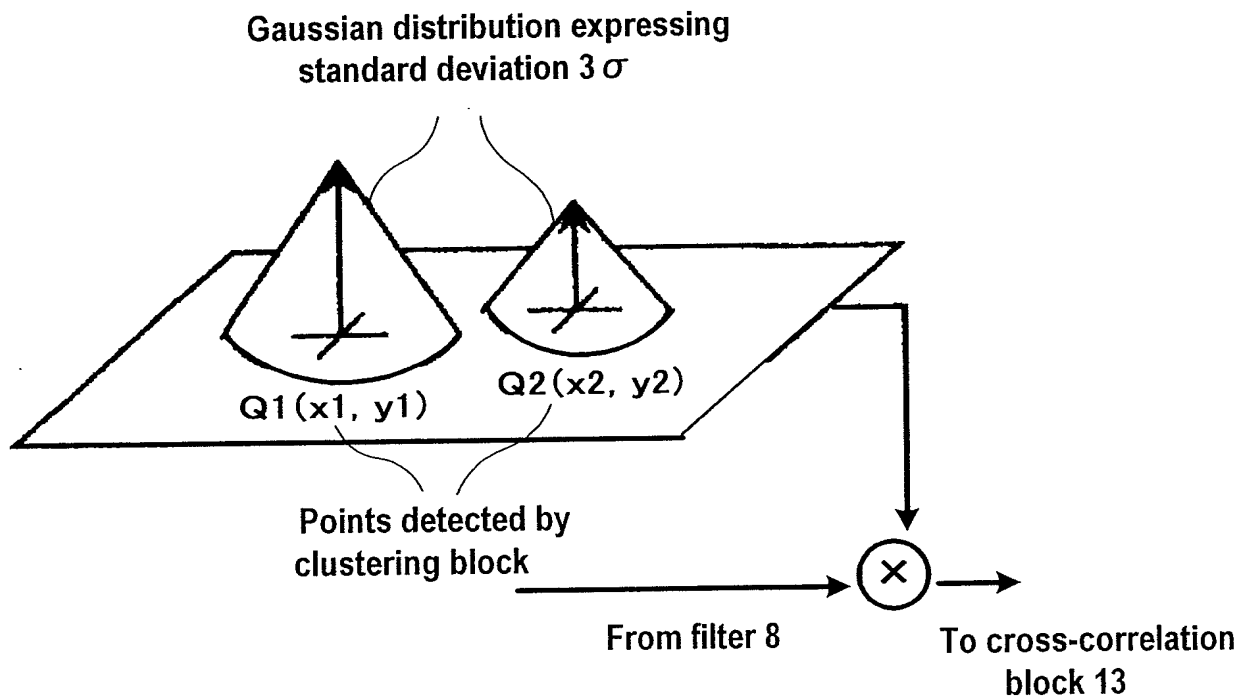 Gaussian distribution expressing
standard deviation 3σ
Q1(x1, y1)
Q2(x2, y2)
Points detected by
clustering block
×
From filter 8
To cross-correlation
block 13